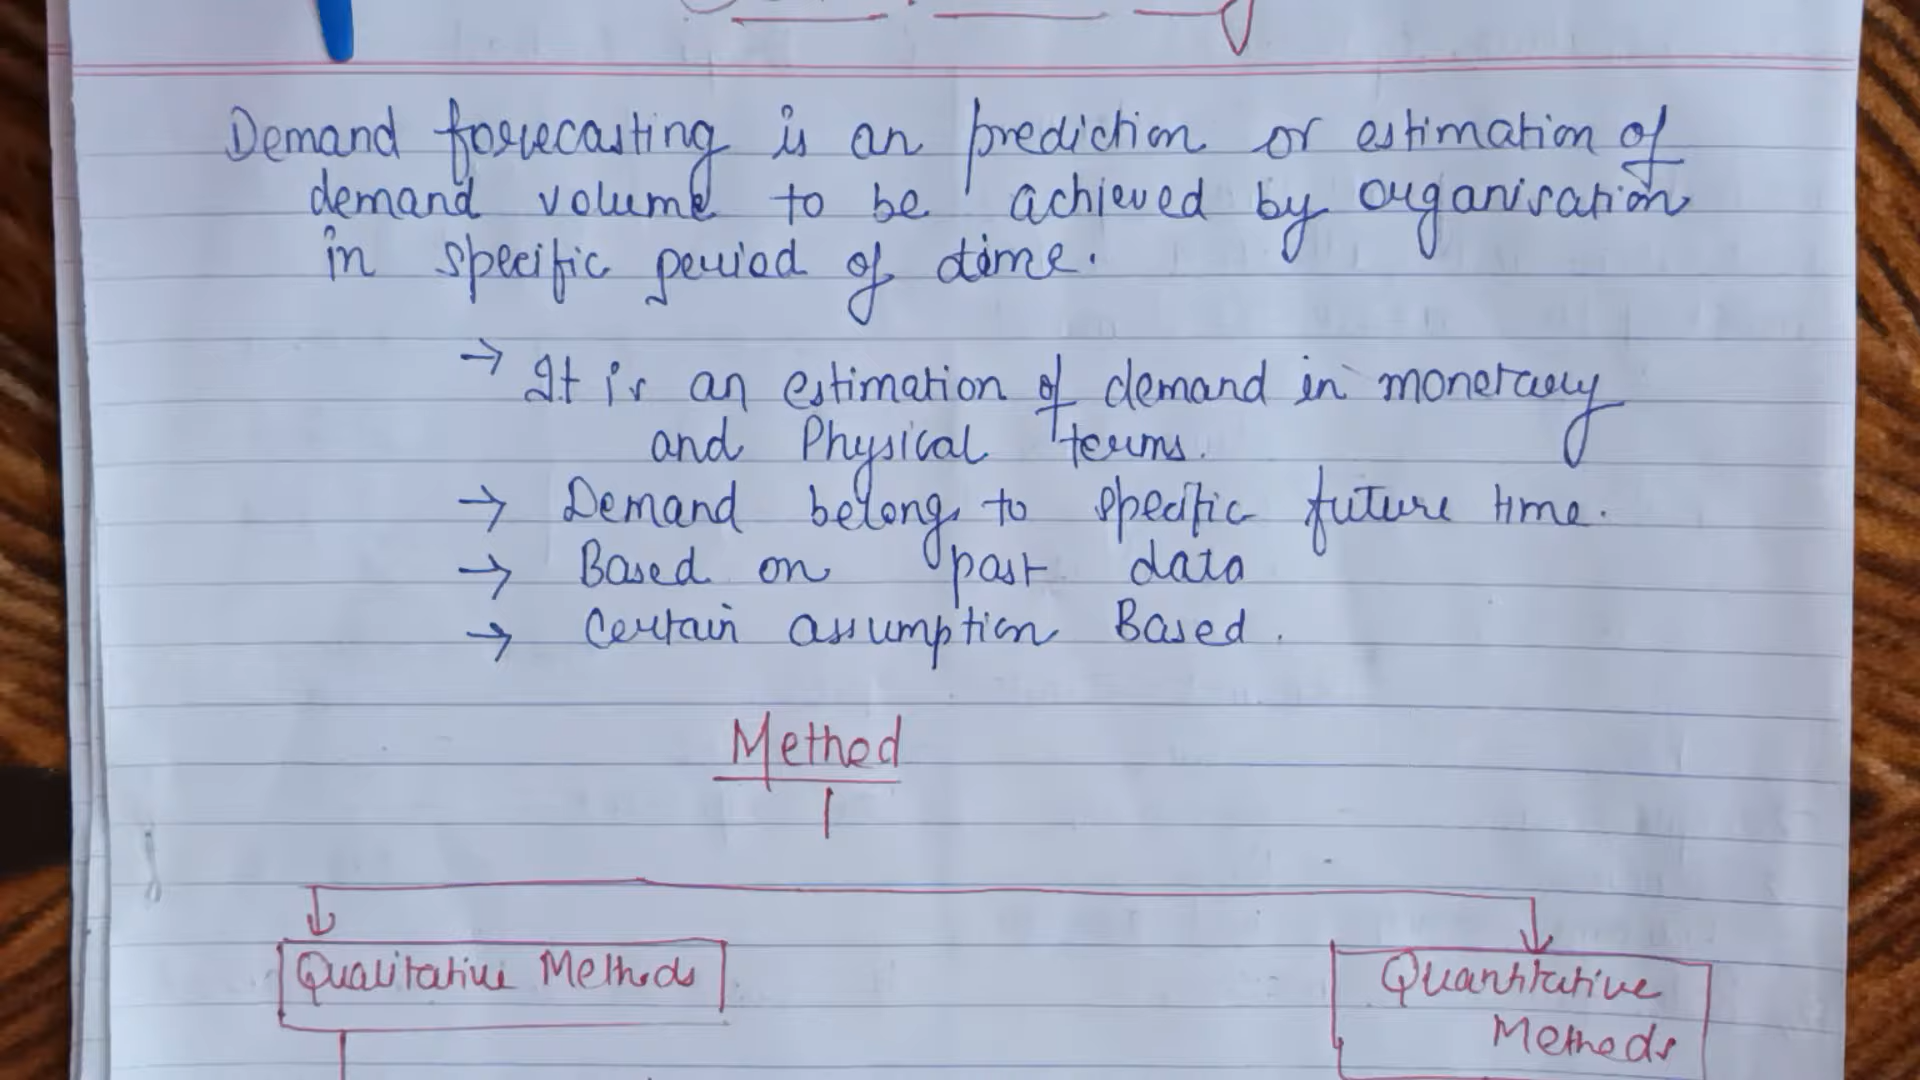 Demand forecasting is an prediction or estimation of
demand volume to be achieved by organisation
in specific period of time.
→ It is an estimation of demand in monetary
and Physical terms.
→ Demand belong to specific future time.
→ Based on past data
→ Certain assumption Based.
Method
Qualitative Methods
Quantitative
Methods